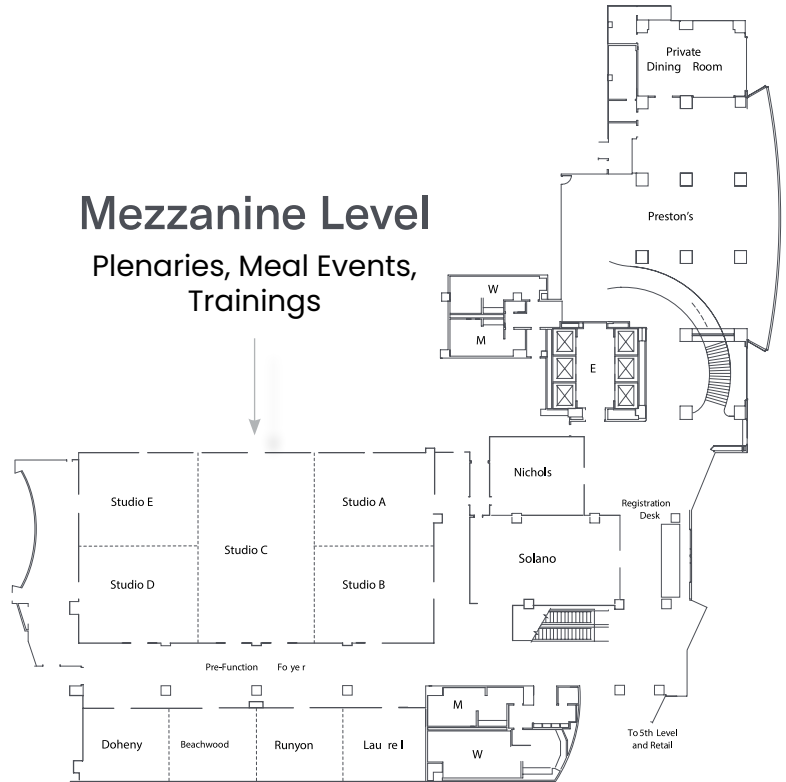 Private
Dining Room
Mezzanine Level
Plenaries, Meal Events,
Trainings
Preston's
W
M
E
Nichols
Registration
Desk
Studio E
Studio A
Studio C
Solano
Studio D
Studio B
Pre-Function Fo ye r
M
W
Doheny
Beachwood
Runyon
Lau re l
To 5th Level
and Retail